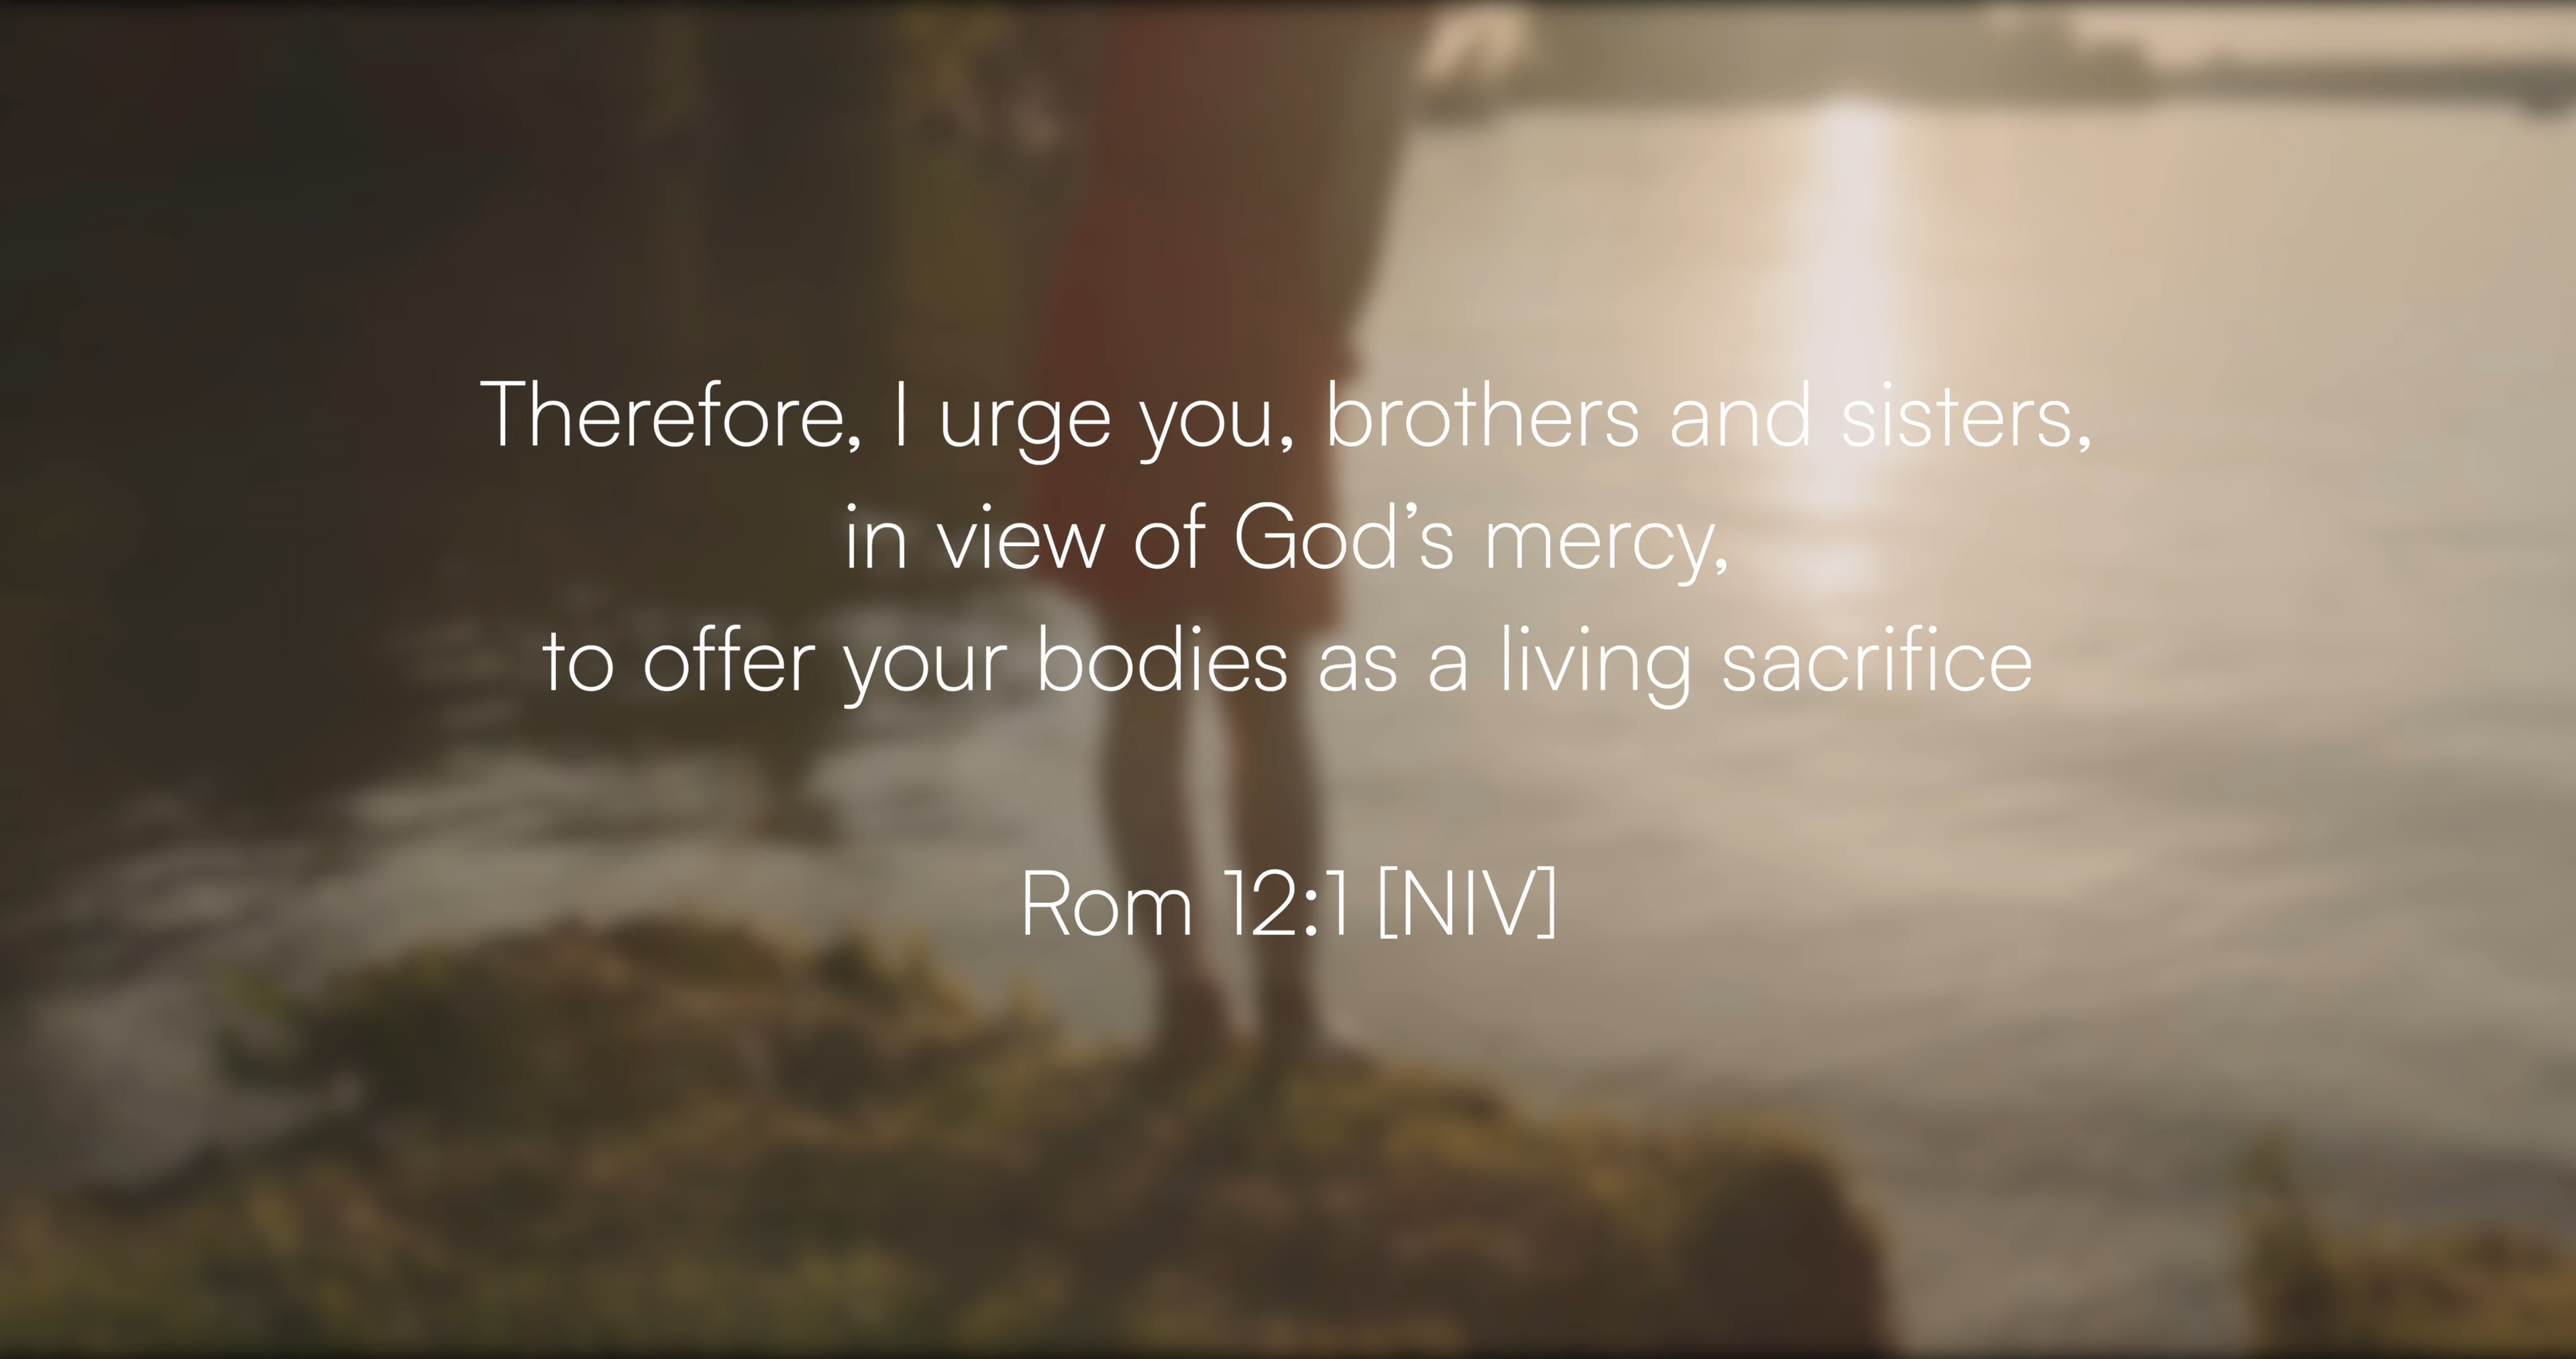 Therefore, I urge you, brothers and sisters,
in view of God’s mercy,
to offer your bodies as a living sacrifice
Rom 12:1 [NIV]